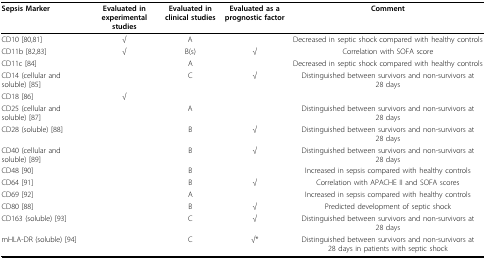 Sepsis Marker Evaluated in experimental studies Evaluated in clinical studies Evaluated as a prognostic factor Comment
CD10 [80,81] √ A Decreased in septic shock compared with healthy controls
CD11b [82,83] √ B(s) √ Correlation with SOFA score
CD11c [84] A Decreased in septic shock compared with healthy controls
CD14 (cellular and soluble) [85] C √ Distinguished between survivors and non-survivors at 28 days
CD18 [86] √
CD25 (cellular and soluble) [87] A Distinguished between survivors and non-survivors at 28 days
CD28 (soluble) [88] B √ Distinguished between survivors and non-survivors at 28 days
CD40 (cellular and soluble) [89] B √ Distinguished between survivors and non-survivors at 28 days
CD48 [90] B Increased in sepsis compared with healthy controls
CD64 [91] B √ Correlation with APACHE II and SOFA scores
CD69 [92] A Increased in sepsis compared with healthy controls
CD80 [88] B √ Predicted development of septic shock
CD163 (soluble) [93] C √ Distinguished between survivors and non-survivors at 28 days
mHLA-DR (soluble) [94] C √* Distinguished between survivors and non-survivors at 28 days in patients with septic shock